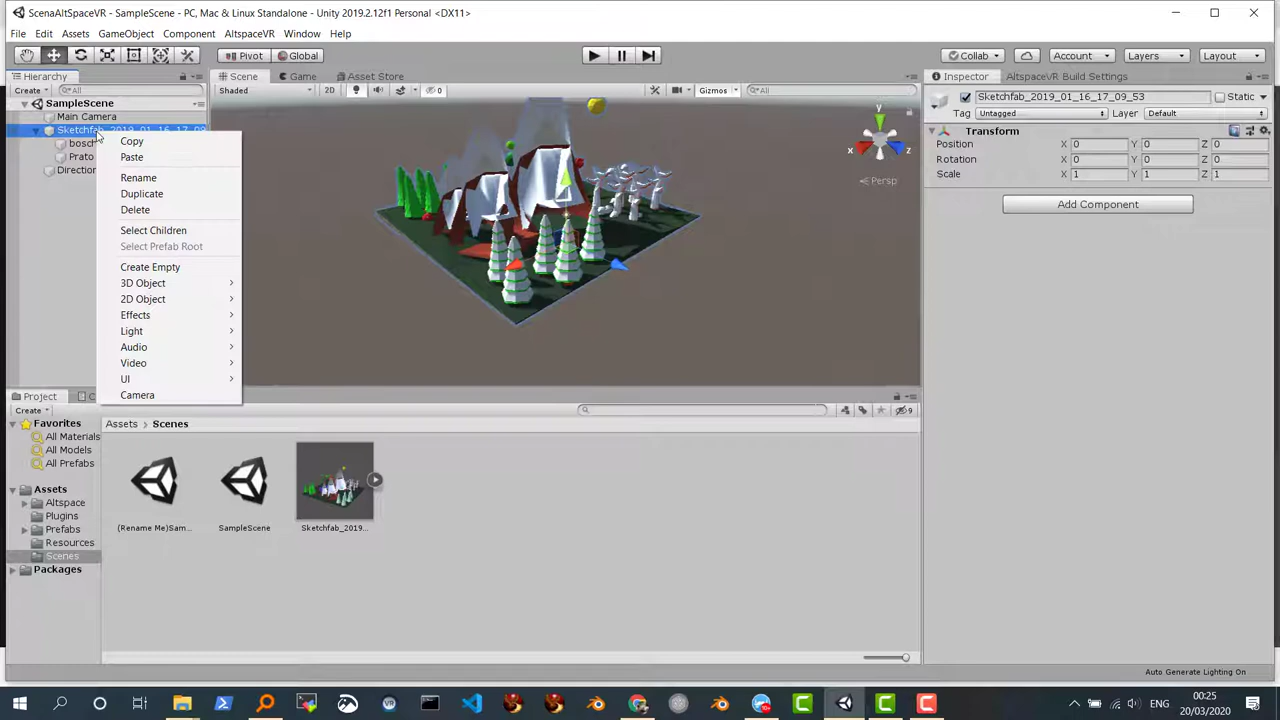 ScenaAltSpaceVR - SampleScene - PC, Mac & Linux Standalone - Unity 2019.2.12f1 Personal <DX11>
File Edit Assets GameObject Component AltspaceVR Window Help
Pivot Global Collab Account Layers Layout
Hierarchy Scene Game Asset Store Inspector AltspaceVR Build Settings
Create All Shaded 2D 0 Gizmos All Sketchfab_2019_01_16_17_09_53 Static
SampleScene
Tag Untagged Layer Default
Main Camera
Sketchfab_2019_01_16_17_09
Transform
bosch
Prato
Direction
Copy
Paste
Rename
Duplicate
Delete
Select Children
Select Prefab Root
Create Empty
3D Object
2D Object
Effects
Light
Audio
Video
UI
Camera
y
x z
Persp
Position X 0 Y 0 Z 0
Rotation X 0 Y 0 Z 0
Scale X 1 Y 1 Z 1
Add Component
Project C
Create 9
Favorites
All Materials
All Models
All Prefabs
Assets
Altspace
Plugins
Prefabs
Resources
Scenes
Packages
Assets Scenes
(Rename Me)Sam... SampleScene Sketchfab_2019...
Auto Generate Lighting On
ENG
00:25
20/03/2020